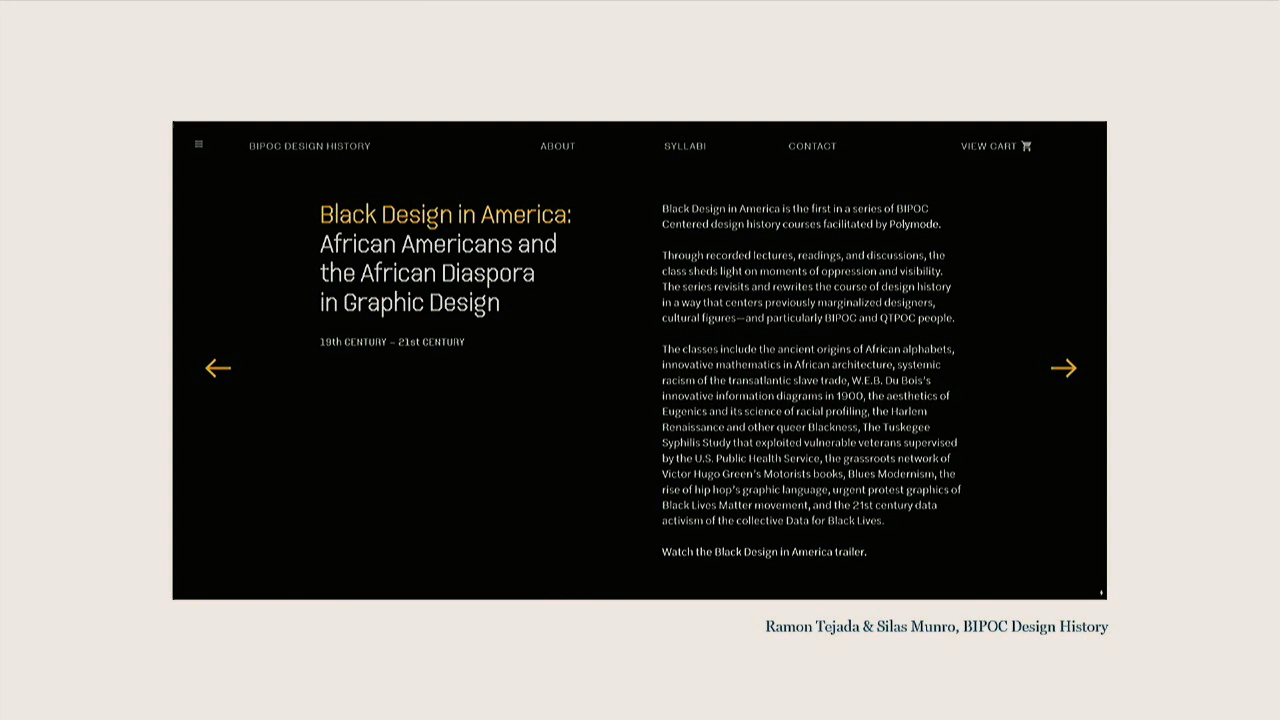 BIPOC DESIGN HISTORY
ABOUT
SYLLABI
CONTACT
VIEW CART
Black Design in America:
African Americans and
the African Diaspora
in Graphic Design
19th CENTURY – 21st CENTURY
Black Design in America is the first in a series of BIPOC
Centered design history courses facilitated by Polymode.
Through recorded lectures, readings, and discussions, the
class sheds light on moments of oppression and visibility.
The series revisits and rewrites the course of design history
in a way that centers previously marginalized designers,
cultural figures—and particularly BIPOC and QTPOC people.
The classes include the ancient origins of African alphabets,
innovative mathematics in African architecture, systemic
racism of the transatlantic slave trade, W.E.B. Du Bois's
innovative information diagrams in 1900, the aesthetics of
Eugenics and its science of racial profiling, the Harlem
Renaissance and other queer Blackness, The Tuskegee
Syphilis Study that exploited vulnerable veterans supervised
by the U.S. Public Health Service, the grassroots network of
Victor Hugo Green's Motorists books, Blues Modernism, the
rise of hip hop's graphic language, urgent protest graphics of
Black Lives Matter movement, and the 21st century data
activism of the collective Data for Black Lives.
Watch the Black Design in America trailer.
Ramon Tejada & Silas Munro, BIPOC Design History